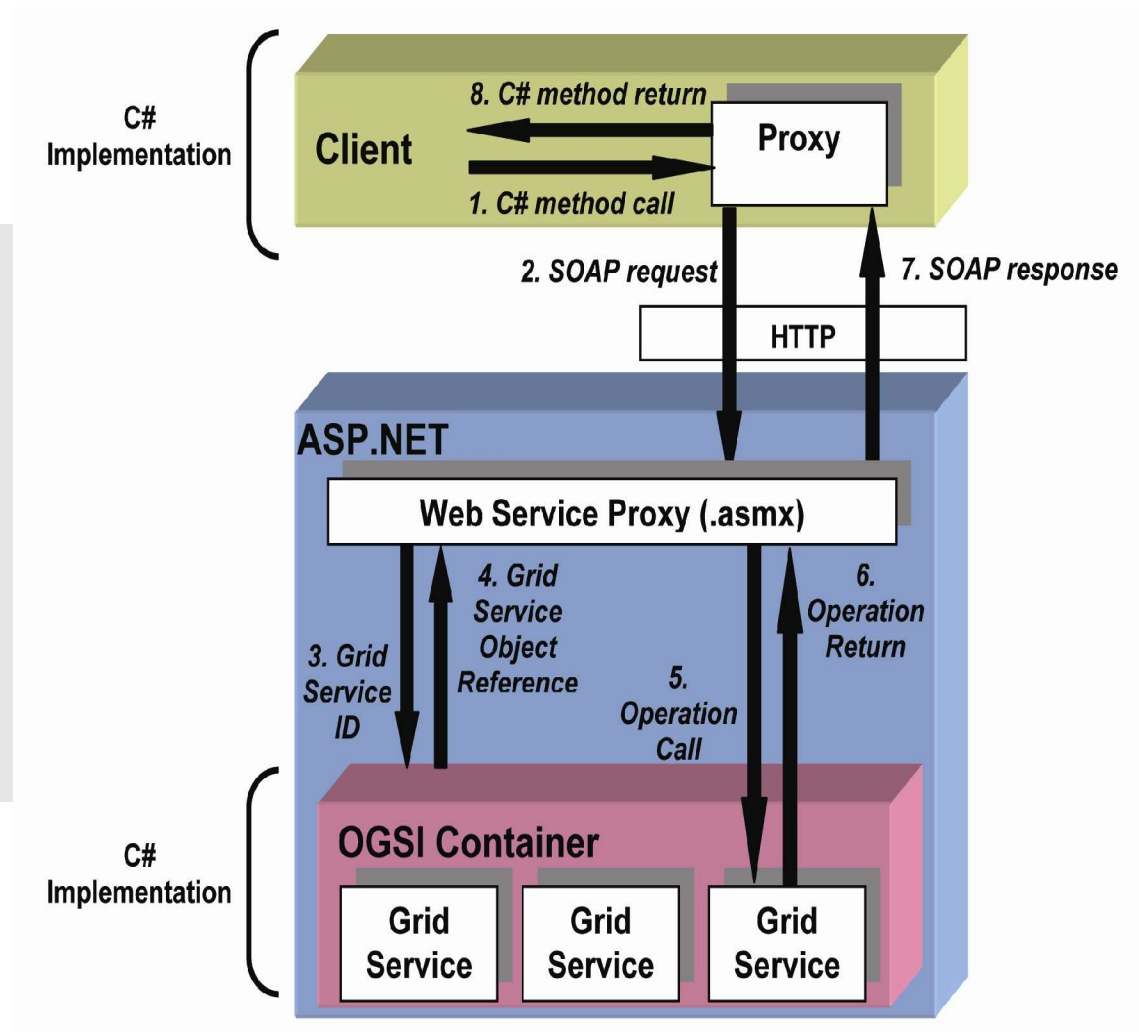 C#
Implementation
Client
8. C# method return
1. C# method call
Proxy
2. SOAP request
7. SOAP response
HTTP
ASP.NET
Web Service Proxy (.asmx)
3. Grid
Service
ID
4. Grid
Service
Object
Reference
5.
Operation
Call
6.
Operation
Return
C#
Implementation
OGSI Container
Grid
Service
Grid
Service
Grid
Service